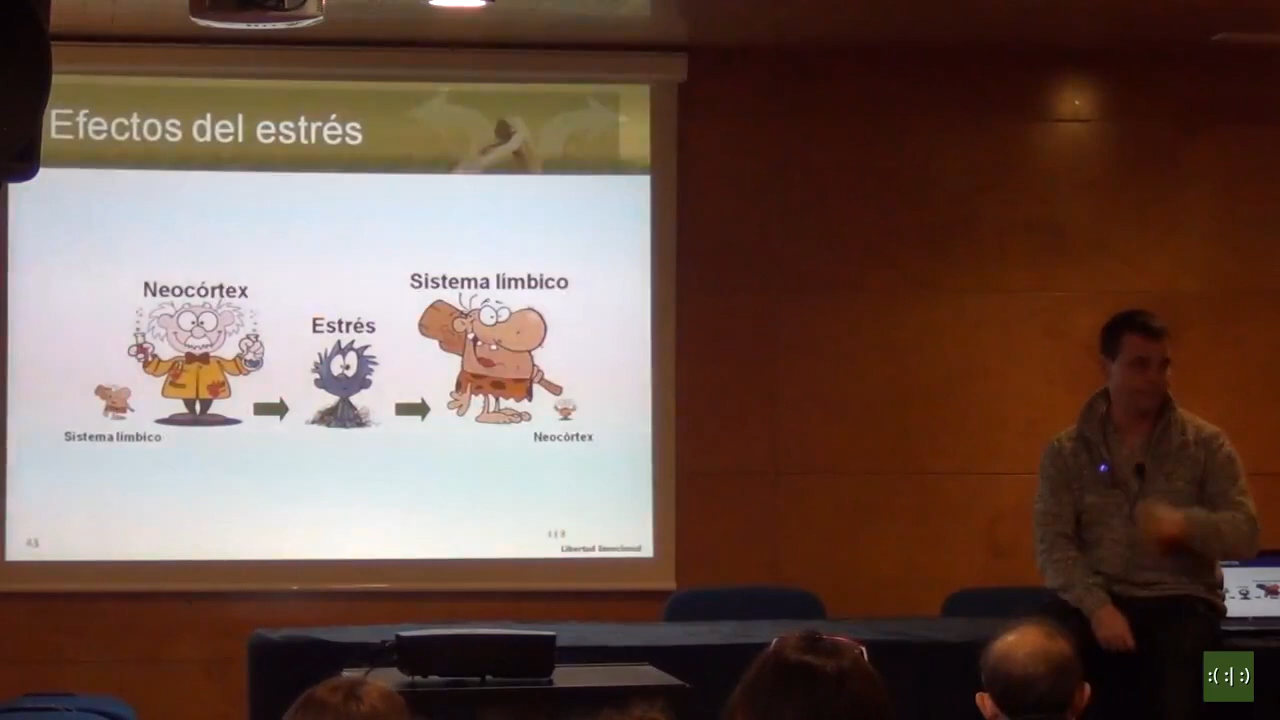 Efectos del estrés
Neocórtex
Estrés
Sistema límbico
Sistema límbico
Neocórtex
43
Libertad Emocional
:( :| :)